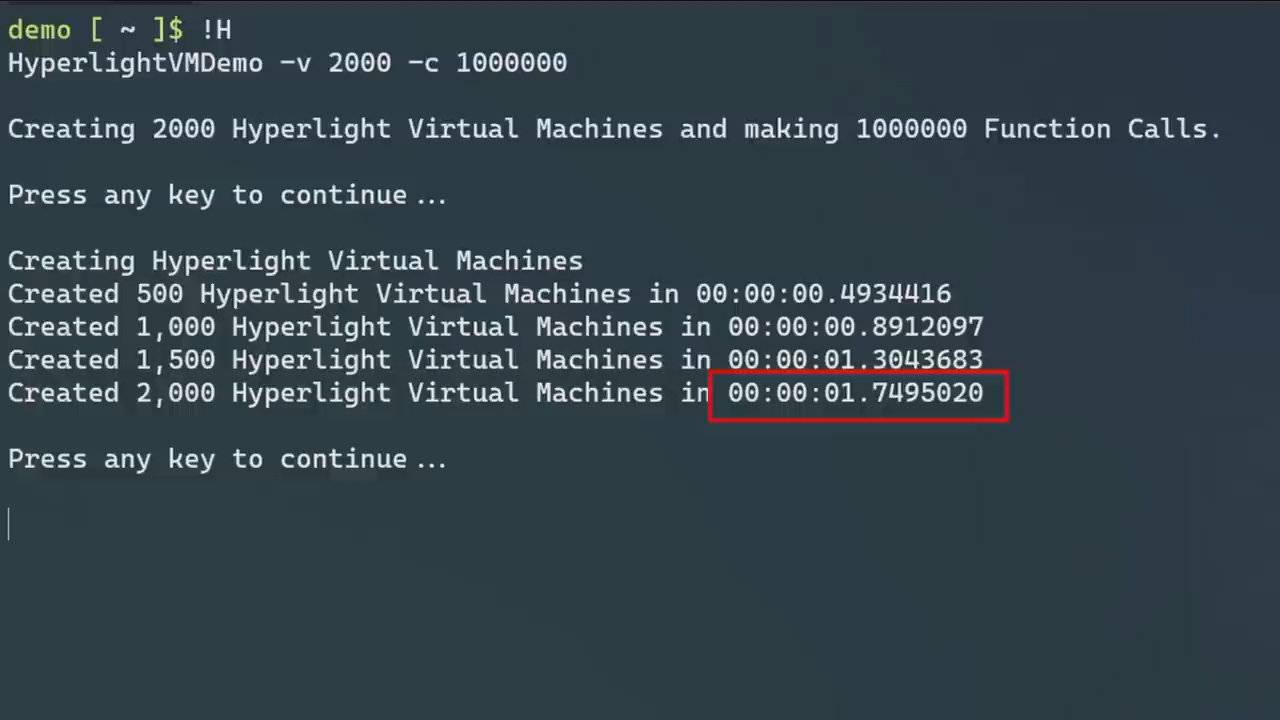 demo [ ~ ]$ !H
HyperlightVMDemo -v 2000 -c 1000000
Creating 2000 Hyperlight Virtual Machines and making 1000000 Function Calls.
Press any key to continue...
Creating Hyperlight Virtual Machines
Created 500 Hyperlight Virtual Machines in 00:00:00.4934416
Created 1,000 Hyperlight Virtual Machines in 00:00:00.8912097
Created 1,500 Hyperlight Virtual Machines in 00:00:01.3043683
Created 2,000 Hyperlight Virtual Machines in 00:00:01.7495020
Press any key to continue...